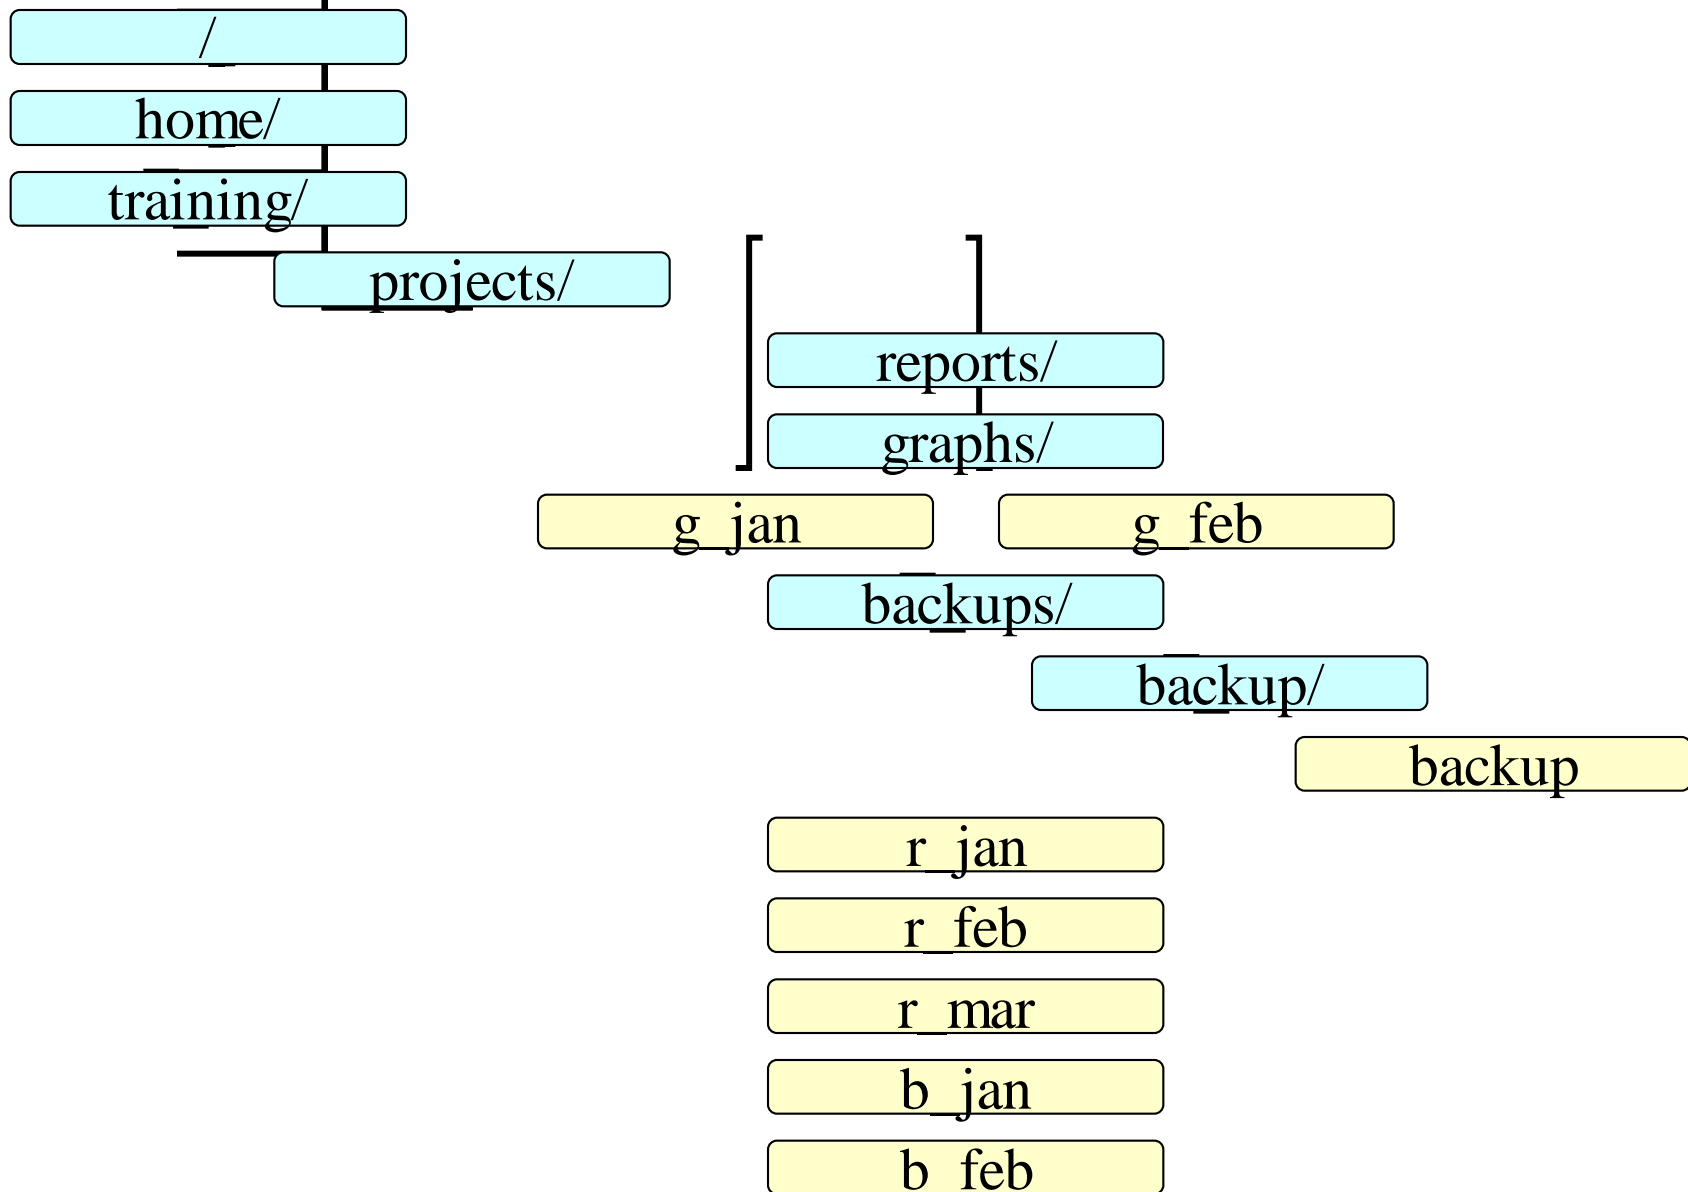 /
home/
training/
projects/
reports/
graphs/
g_jan g_feb
backups/
backup/
backup
r_jan
r_feb
r_mar
b_jan
b_feb